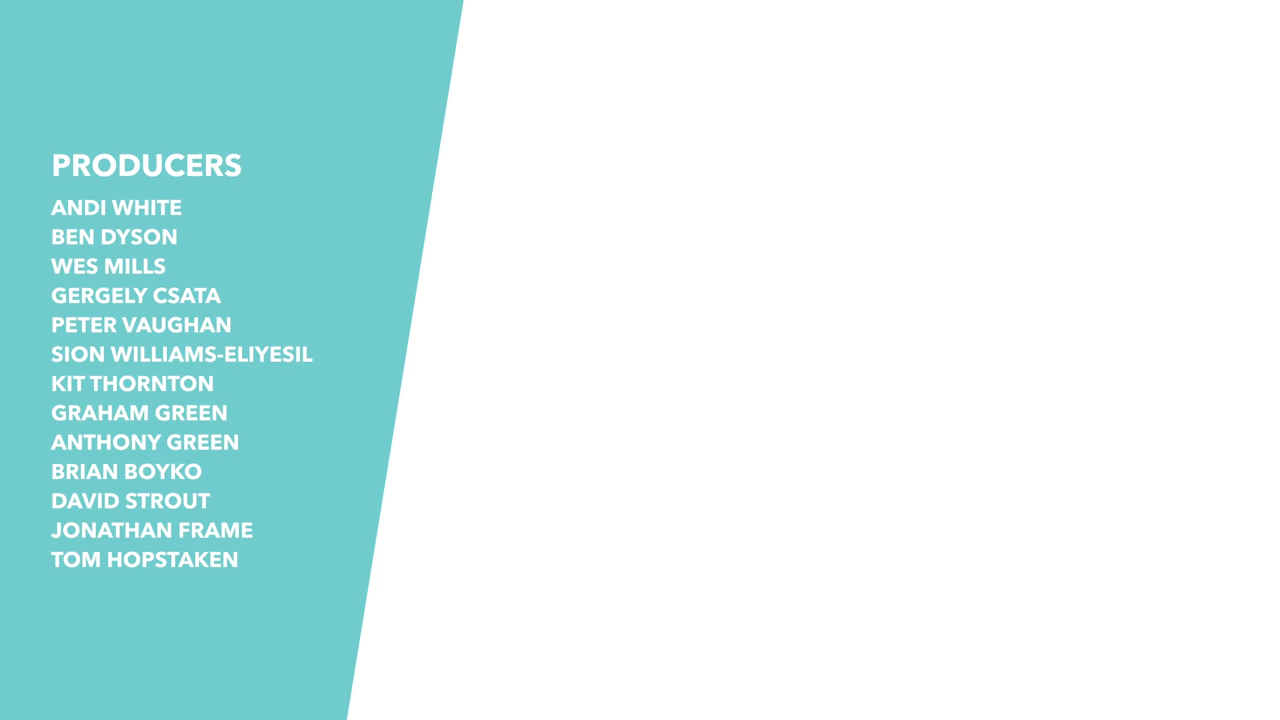 PRODUCERS
ANDI WHITE
BEN DYSON
WES MILLS
GERGELY CSATA
PETER VAUGHAN
SION WILLIAMS-ELIYESIL
KIT THORNTON
GRAHAM GREEN
ANTHONY GREEN
BRIAN BOYKO
DAVID STROUT
JONATHAN FRAME
TOM HOPSTAKEN